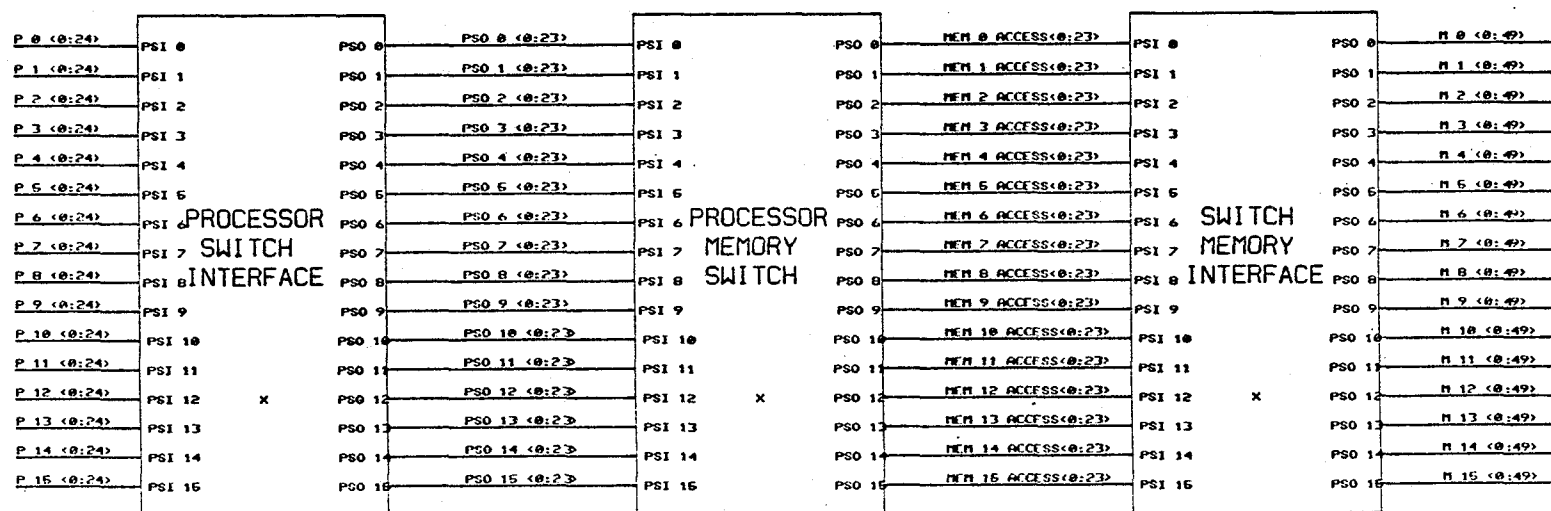 P 0 <0:24> PSI 0 PSO 0 PSO 0 <0:23> PSI 0 PSO 0 MEM 0 ACCESS<0:23> PSI 0 PSO 0 M 0 <0:49>
P 1 <0:24> PSI 1 PSO 1 PSO 1 <0:23> PSI 1 PSO 1 MEM 1 ACCESS<0:23> PSI 1 PSO 1 M 1 <0:49>
P 2 <0:24> PSI 2 PSO 2 PSO 2 <0:23> PSI 2 PSO 2 MEM 2 ACCESS<0:23> PSI 2 PSO 2 M 2 <0:49>
P 3 <0:24> PSI 3 PSO 3 PSO 3 <0:23> PSI 3 PSO 3 MEM 3 ACCESS<0:23> PSI 3 PSO 3 M 3 <0:49>
P 4 <0:24> PSI 4 PSO 4 PSO 4 <0:23> PSI 4 PSO 4 MEM 4 ACCESS<0:23> PSI 4 PSO 4 M 4 <0:49>
P 5 <0:24> PSI 5 PSO 5 PSO 5 <0:23> PSI 5 PSO 5 MEM 5 ACCESS<0:23> PSI 5 PSO 5 M 5 <0:49>
P 6 <0:24> PSI 6 PROCESSOR PSO 6 PSO 6 <0:23> PSI 6 PROCESSOR PSO 6 MEM 6 ACCESS<0:23> PSI 6 SWITCH PSO 6 M 6 <0:49>
P 7 <0:24> PSI 7 SWITCH PSO 7 PSO 7 <0:23> PSI 7 MEMORY PSO 7 MEM 7 ACCESS<0:23> PSI 7 MEMORY PSO 7 M 7 <0:49>
P 8 <0:24> PSI 8 INTERFACE PSO 8 PSO 8 <0:23> PSI 8 SWITCH PSO 8 MEM 8 ACCESS<0:23> PSI 8 INTERFACE PSO 8 M 8 <0:49>
P 9 <0:24> PSI 9 PSO 9 PSO 9 <0:23> PSI 9 PSO 9 MEM 9 ACCESS<0:23> PSI 9 PSO 9 M 9 <0:49>
P 10 <0:24> PSI 10 PSO 10 PSO 10 <0:23> PSI 10 PSO 10 MEM 10 ACCESS<0:23> PSI 10 PSO 10 M 10 <0:49>
P 11 <0:24> PSI 11 PSO 11 PSO 11 <0:23> PSI 11 PSO 11 MEM 11 ACCESS<0:23> PSI 11 PSO 11 M 11 <0:49>
P 12 <0:24> PSI 12 x PSO 12 PSO 12 <0:23> PSI 12 x PSO 12 MEM 12 ACCESS<0:23> PSI 12 x PSO 12 M 12 <0:49>
P 13 <0:24> PSI 13 PSO 13 PSO 13 <0:23> PSI 13 PSO 13 MEM 13 ACCESS<0:23> PSI 13 PSO 13 M 13 <0:49>
P 14 <0:24> PSI 14 PSO 14 PSO 14 <0:23> PSI 14 PSO 14 MEM 14 ACCESS<0:23> PSI 14 PSO 14 M 14 <0:49>
P 15 <0:24> PSI 15 PSO 15 PSO 15 <0:23> PSI 15 PSO 15 MEM 15 ACCESS<0:23> PSI 15 PSO 15 M 15 <0:49>